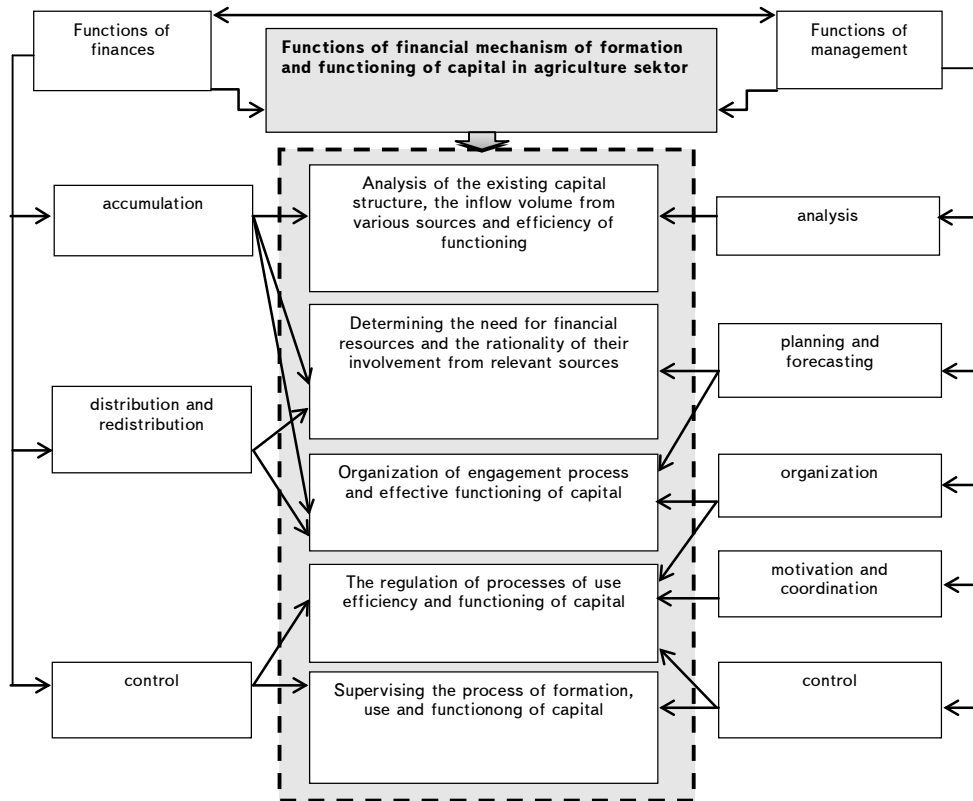 Functions of
finances
Functions of financial mechanism of formation
and functioning of capital in agriculture sektor
Functions of
management
accumulation
Analysis of the existing capital
structure, the inflow volume from
various sources and efficiency of
functioning
analysis
Determining the need for financial
resources and the rationality of their
involvement from relevant sources
planning and
forecasting
distribution and
redistribution
Organization of engagement process
and effective functioning of capital
organization
The regulation of processes of use
efficiency and functioning of capital
motivation and
coordination
control
Supervising the process of formation,
use and functionong of capital
control